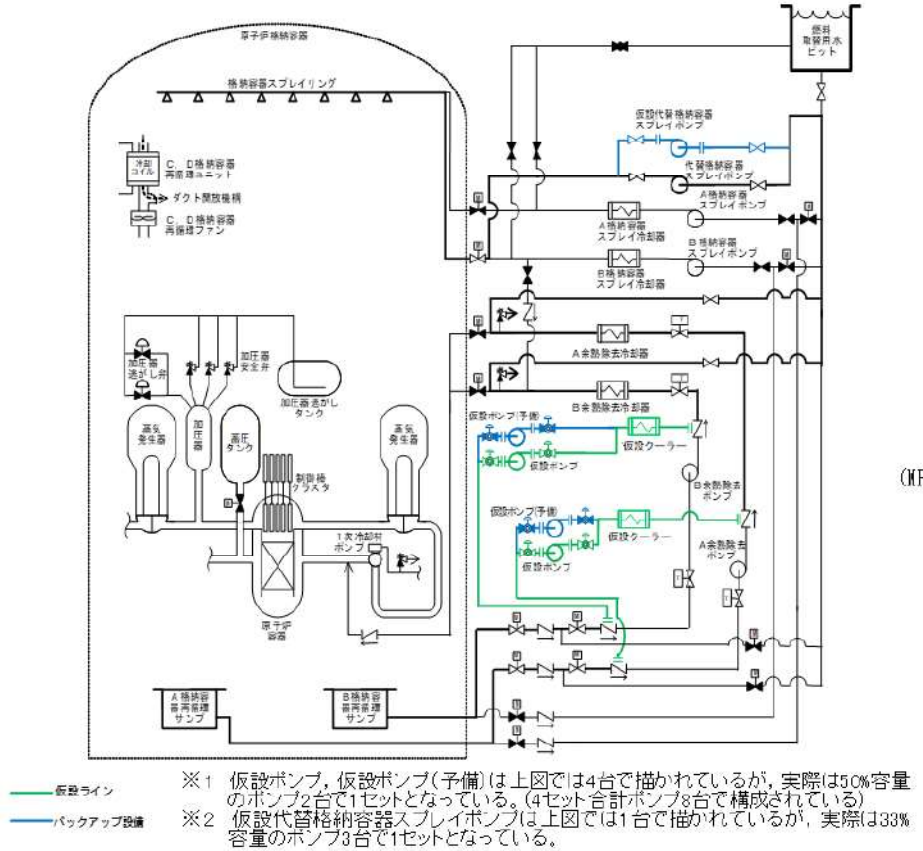 原子炉格納容器
燃料
取替用水
ピット
格納容器スプレイリング
仮設代替格納容器
スプレイポンプ
代替格納容器
スプレイポンプ
冷却
コイル
C，D格納容器
再循環ユニット
ダクト開放機構
C，D格納容器
再循環ファン
A格納容器
スプレイポンプ
A格納容器
スプレイ冷却器
B格納容器
スプレイポンプ
B格納容器
スプレイ冷却器
A余熱除去冷却器
B余熱除去冷却器
加圧器
逃がし弁
加圧器
安全弁
加圧器逃がし
タンク
蒸気
発生器
加圧器
蓄圧
タンク
蒸気
発生器
制御棒
クラスタ
1次冷却材
ポンプ
原子炉
容器
仮設ポンプ(予備)
仮設クーラー
仮設ポンプ
B余熱除去
ポンプ
仮設ポンプ(予備)
仮設クーラー
仮設ポンプ
A余熱除去
ポンプ
A格納容
器再循環
サンプ
B格納容
器再循環
サンプ
仮設ライン
バックアップ設備
※1 仮設ポンプ，仮設ポンプ(予備)は上図では4台で描かれているが，実際は50%容量
のポンプ2台で1セットとなっている。(4セット合計ポンプ8台で構成されている)
※2 仮設代替格納容器スプレイポンプは上図では1台で描かれているが，実際は33%
容量のポンプ3台で1セットとなっている。